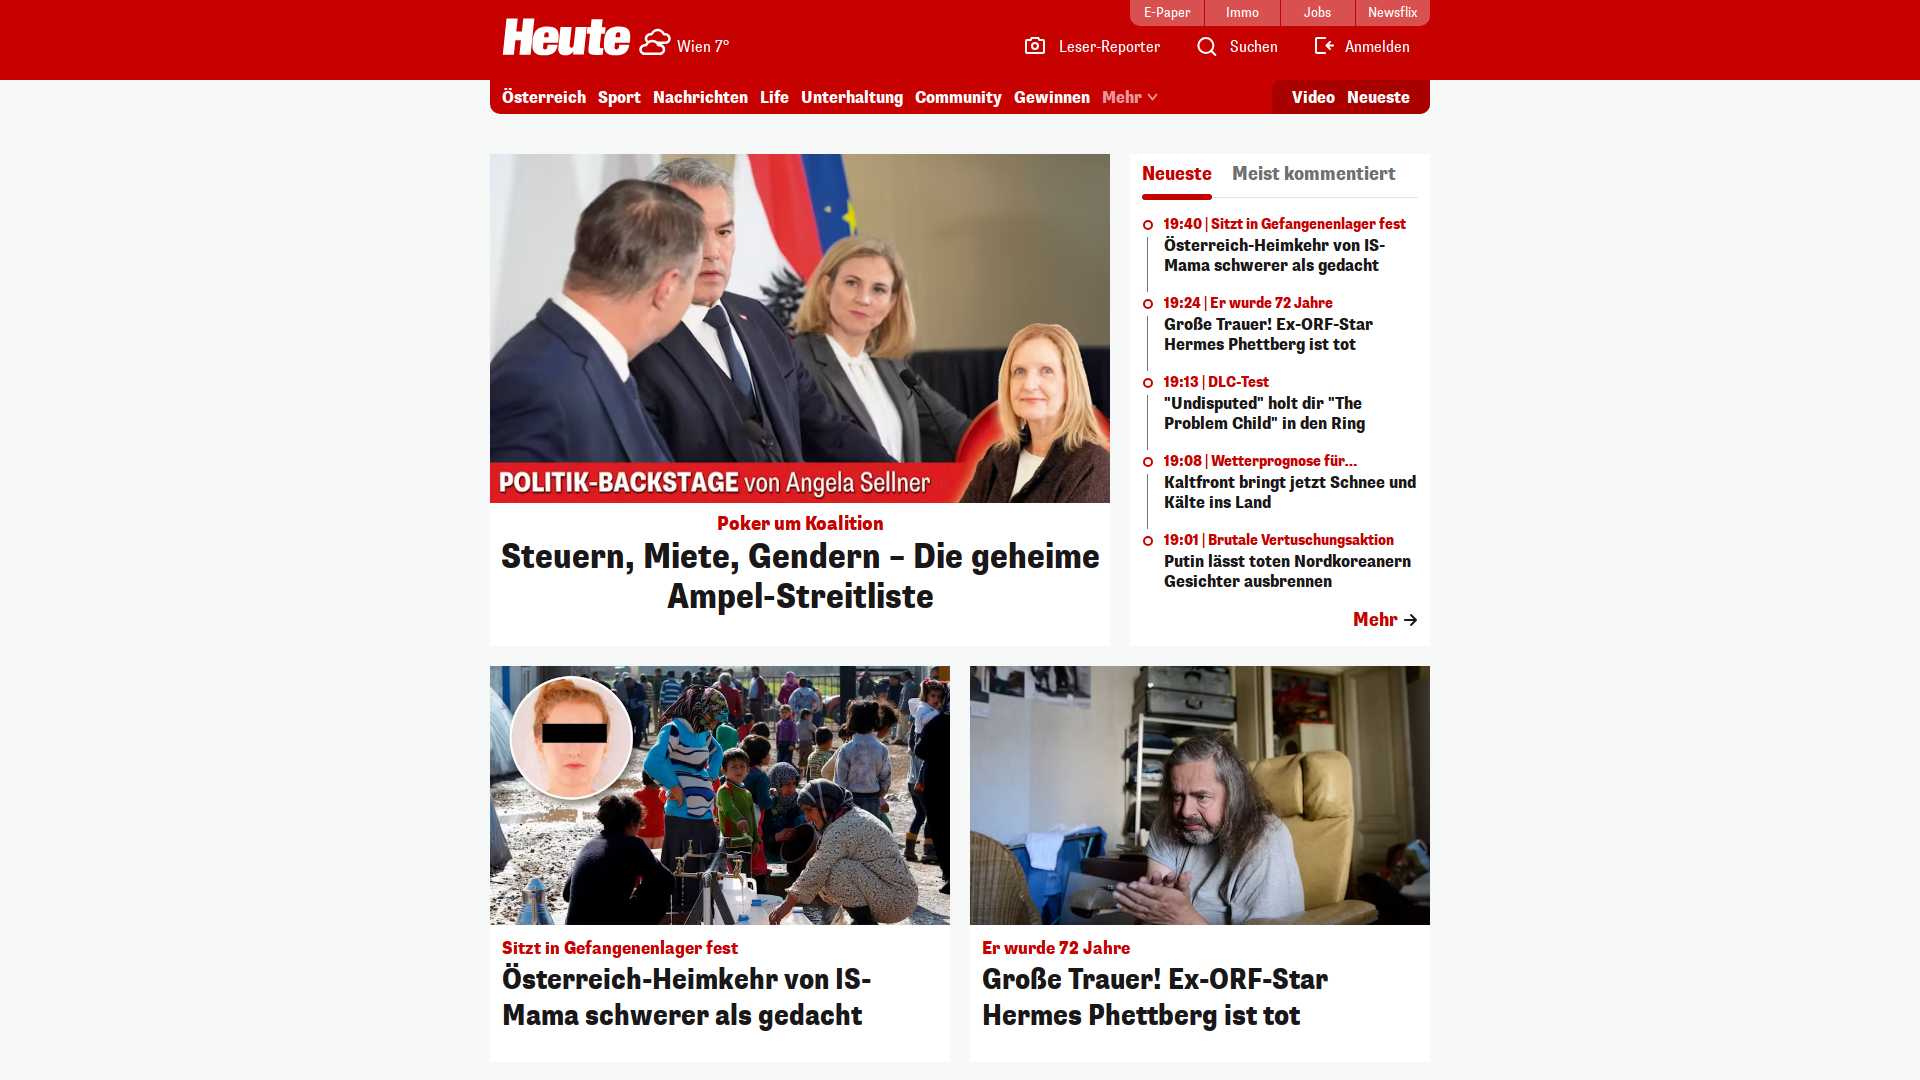 E-Paper
Immo
Jobs
Newsflix
Heute
Wien 7°
Leser-Reporter
Suchen
Anmelden
Österreich
Sport
Nachrichten
Life
Unterhaltung
Community
Gewinnen
Mehr
Video
Neueste
POLITIK-BACKSTAGE von Angela Sellner
Poker um Koalition
Steuern, Miete, Gendern – Die geheime
Ampel-Streitliste
Neueste
Meist kommentiert
19:40 | Sitzt in Gefangenenlager fest
Österreich-Heimkehr von IS-
Mama schwerer als gedacht
19:24 | Er wurde 72 Jahre
Große Trauer! Ex-ORF-Star
Hermes Phettberg ist tot
19:13 | DLC-Test
"Undisputed" holt dir "The
Problem Child" in den Ring
19:08 | Wetterprognose für...
Kaltfront bringt jetzt Schnee und
Kälte ins Land
19:01 | Brutale Vertuschungsaktion
Putin lässt toten Nordkoreanern
Gesichter ausbrennen
Mehr
Sitzt in Gefangenenlager fest
Österreich-Heimkehr von IS-
Mama schwerer als gedacht
Er wurde 72 Jahre
Große Trauer! Ex-ORF-Star
Hermes Phettberg ist tot